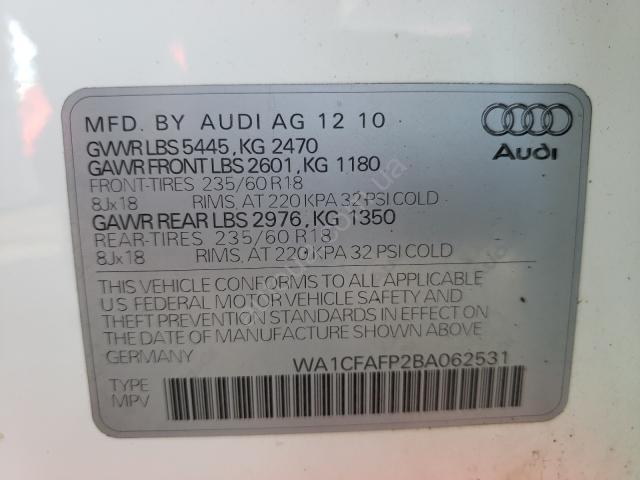 MFD. BY AUDI AG 12 10
GVWR LBS 5445, KG 2470
GAWR FRONT LBS 2601, KG 1180
FRONT-TIRES 235/60 R18
8Jx18 RIMS, AT 220 KPA 32 PSI COLD
GAWR REAR LBS 2976, KG 1350
REAR-TIRES 235/60 R18
8Jx18 RIMS, AT 220 KPA 32 PSI COLD
Audi
THIS VEHICLE CONFORMS TO ALL APPLICABLE
US FEDERAL MOTOR VEHICLE SAFETY AND
THEFT PREVENTION STANDARDS IN EFFECT ON
THE DATE OF MANUFACTURE SHOWN ABOVE
GERMANY WA1CFAFP2BA062531
TYPE
MPV